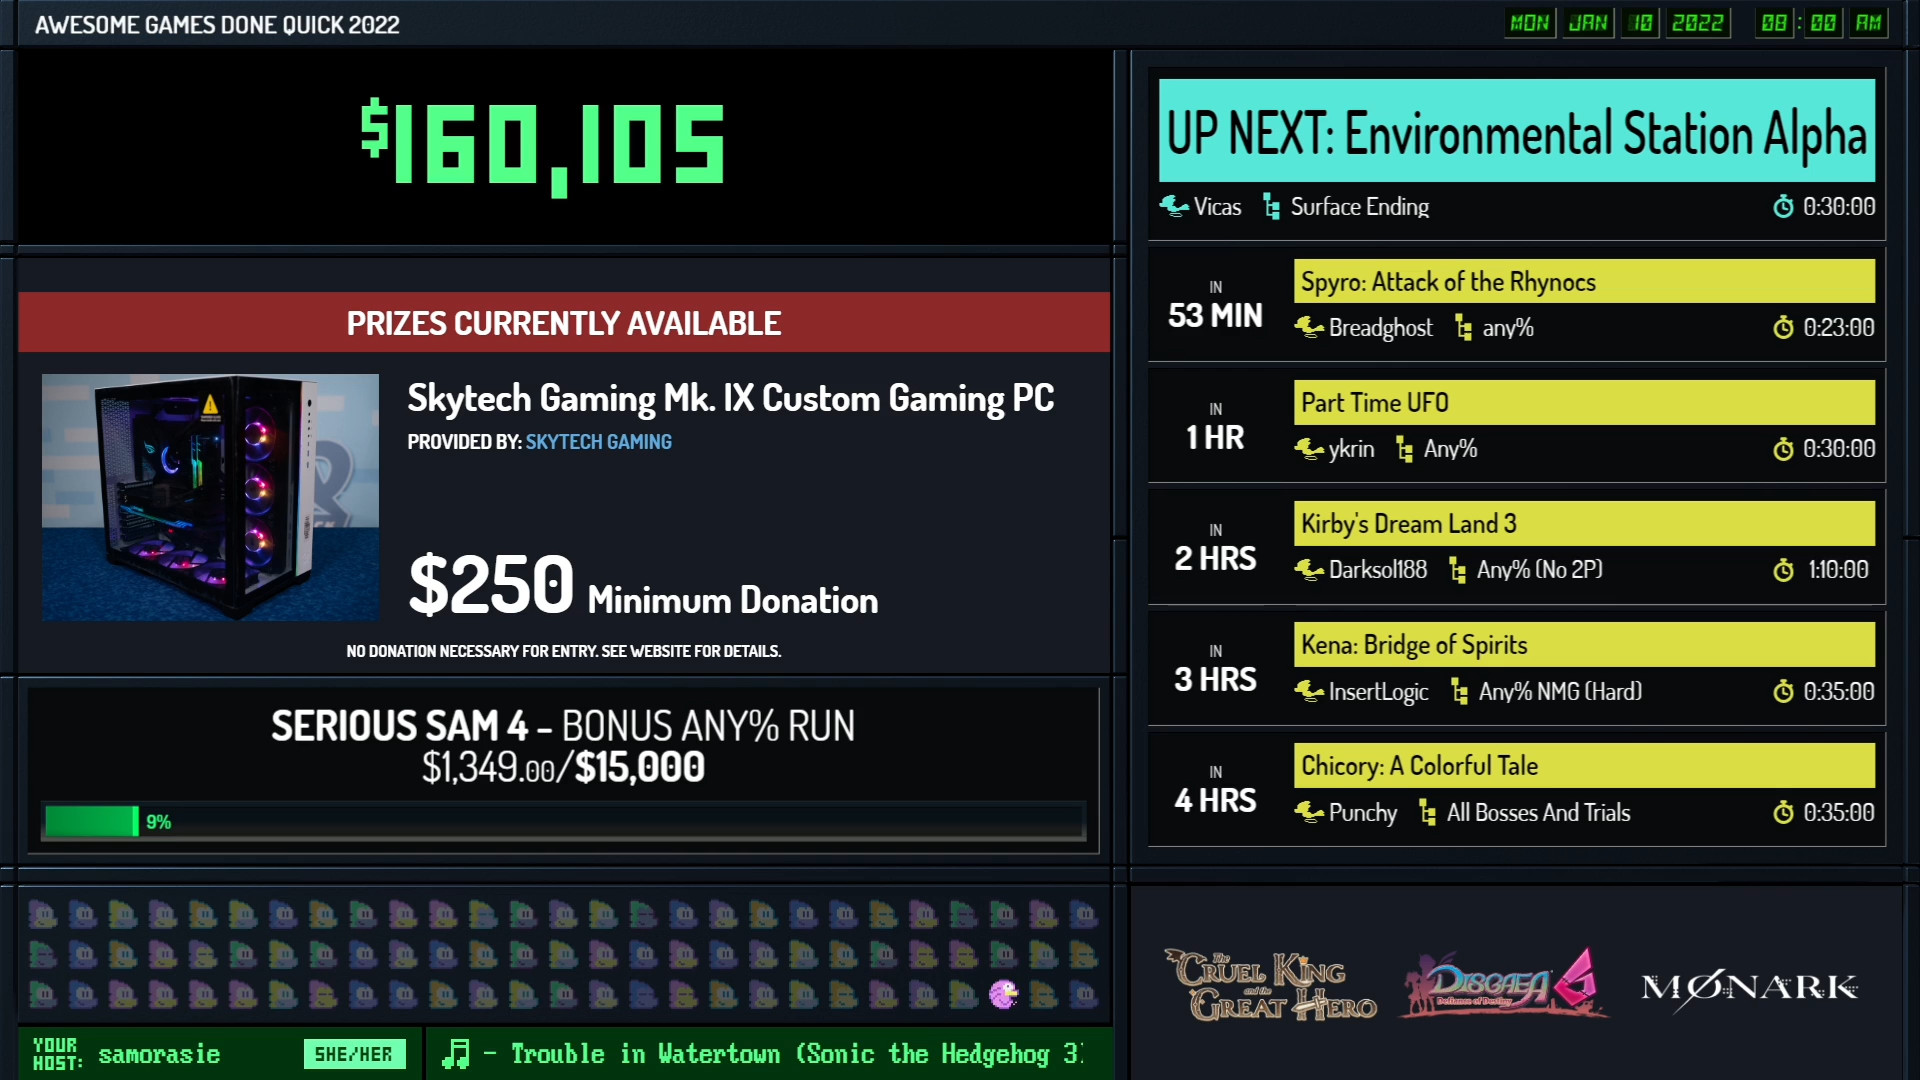 AWESOME GAMES DONE QUICK 2022
MON JAN 10 2022 08:00 AM
$160,105
PRIZES CURRENTLY AVAILABLE
Skytech Gaming Mk. IX Custom Gaming PC
PROVIDED BY: SKYTECH GAMING
$250 Minimum Donation
NO DONATION NECESSARY FOR ENTRY. SEE WEBSITE FOR DETAILS.
SERIOUS SAM 4 - BONUS ANY% RUN
$1,349.00/$15,000
9%
YOUR HOST: samorasie SHE/HER
- Trouble in Watertown (Sonic the Hedgehog 3)
UP NEXT: Environmental Station Alpha
Vicas Surface Ending 0:30:00
IN 53 MIN
Spyro: Attack of the Rhynocs
Breadghost any% 0:23:00
IN 1 HR
Part Time UFO
ykrin Any% 0:30:00
IN 2 HRS
Kirby's Dream Land 3
Darksol188 Any% (No 2P) 1:10:00
IN 3 HRS
Kena: Bridge of Spirits
InsertLogic Any% NMG (Hard) 0:35:00
IN 4 HRS
Chicory: A Colorful Tale
Punchy All Bosses And Trials 0:35:00
The Cruel King and the Great Hero
DISGAEA 6 Defiance of Destiny
MØNARK